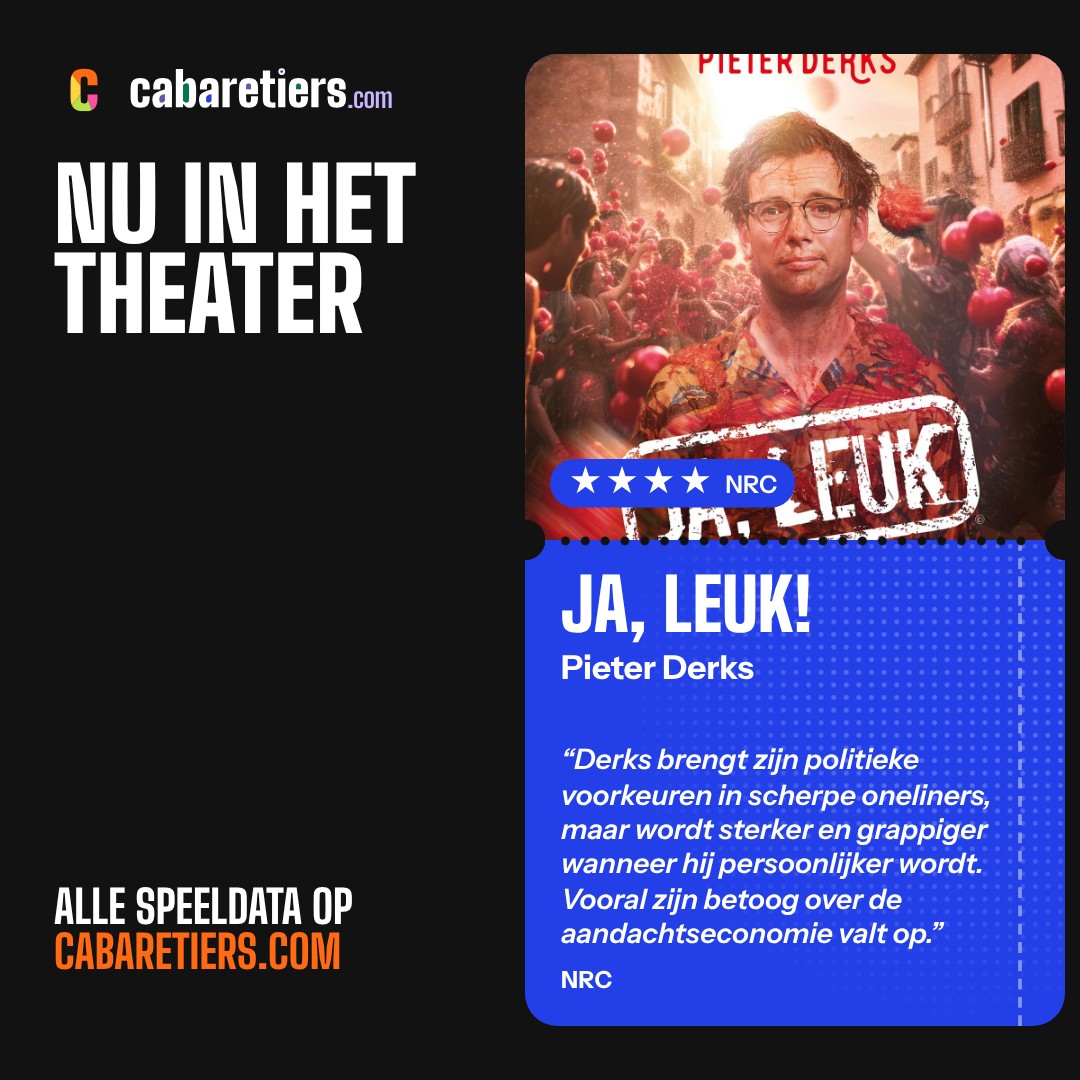 cabaretiers.com
NU IN HET
THEATER
ALLE SPEELDATA OP
CABARETIERS.COM
PIETER DERKS
JA, LEUK
★★★★ NRC
©
JA, LEUK!
Pieter Derks
“Derks brengt zijn politieke
voorkeuren in scherpe oneliners,
maar wordt sterker en grappiger
wanneer hij persoonlijker wordt.
Vooral zijn betoog over de
aandachtseconomie valt op.”
NRC